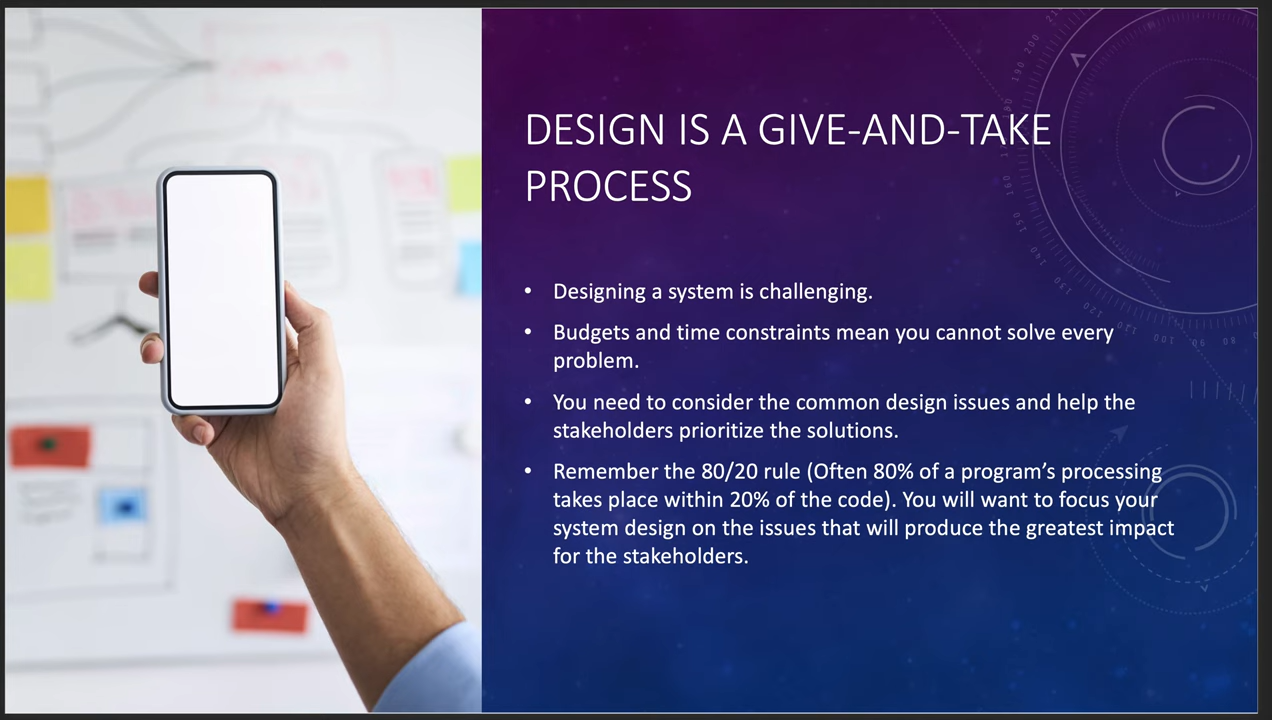 DESIGN IS A GIVE-AND-TAKE
PROCESS
• Designing a system is challenging.
• Budgets and time constraints mean you cannot solve every
problem.
• You need to consider the common design issues and help the
stakeholders prioritize the solutions.
• Remember the 80/20 rule (Often 80% of a program’s processing
takes place within 20% of the code). You will want to focus your
system design on the issues that will produce the greatest impact
for the stakeholders.